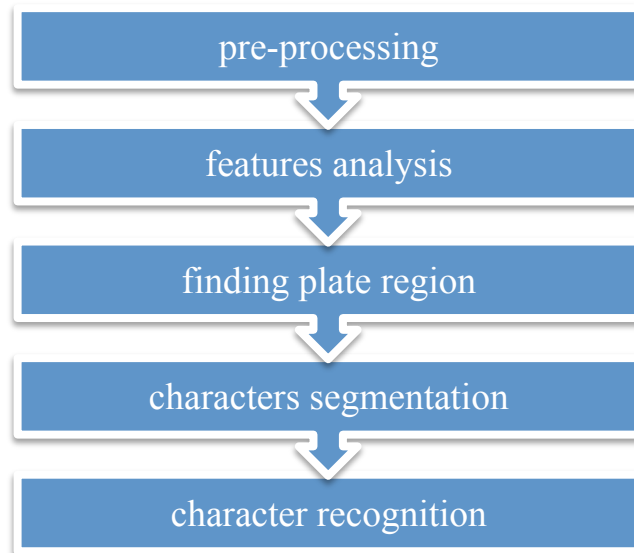 pre-processing
features analysis
finding plate region
characters segmentation
character recognition